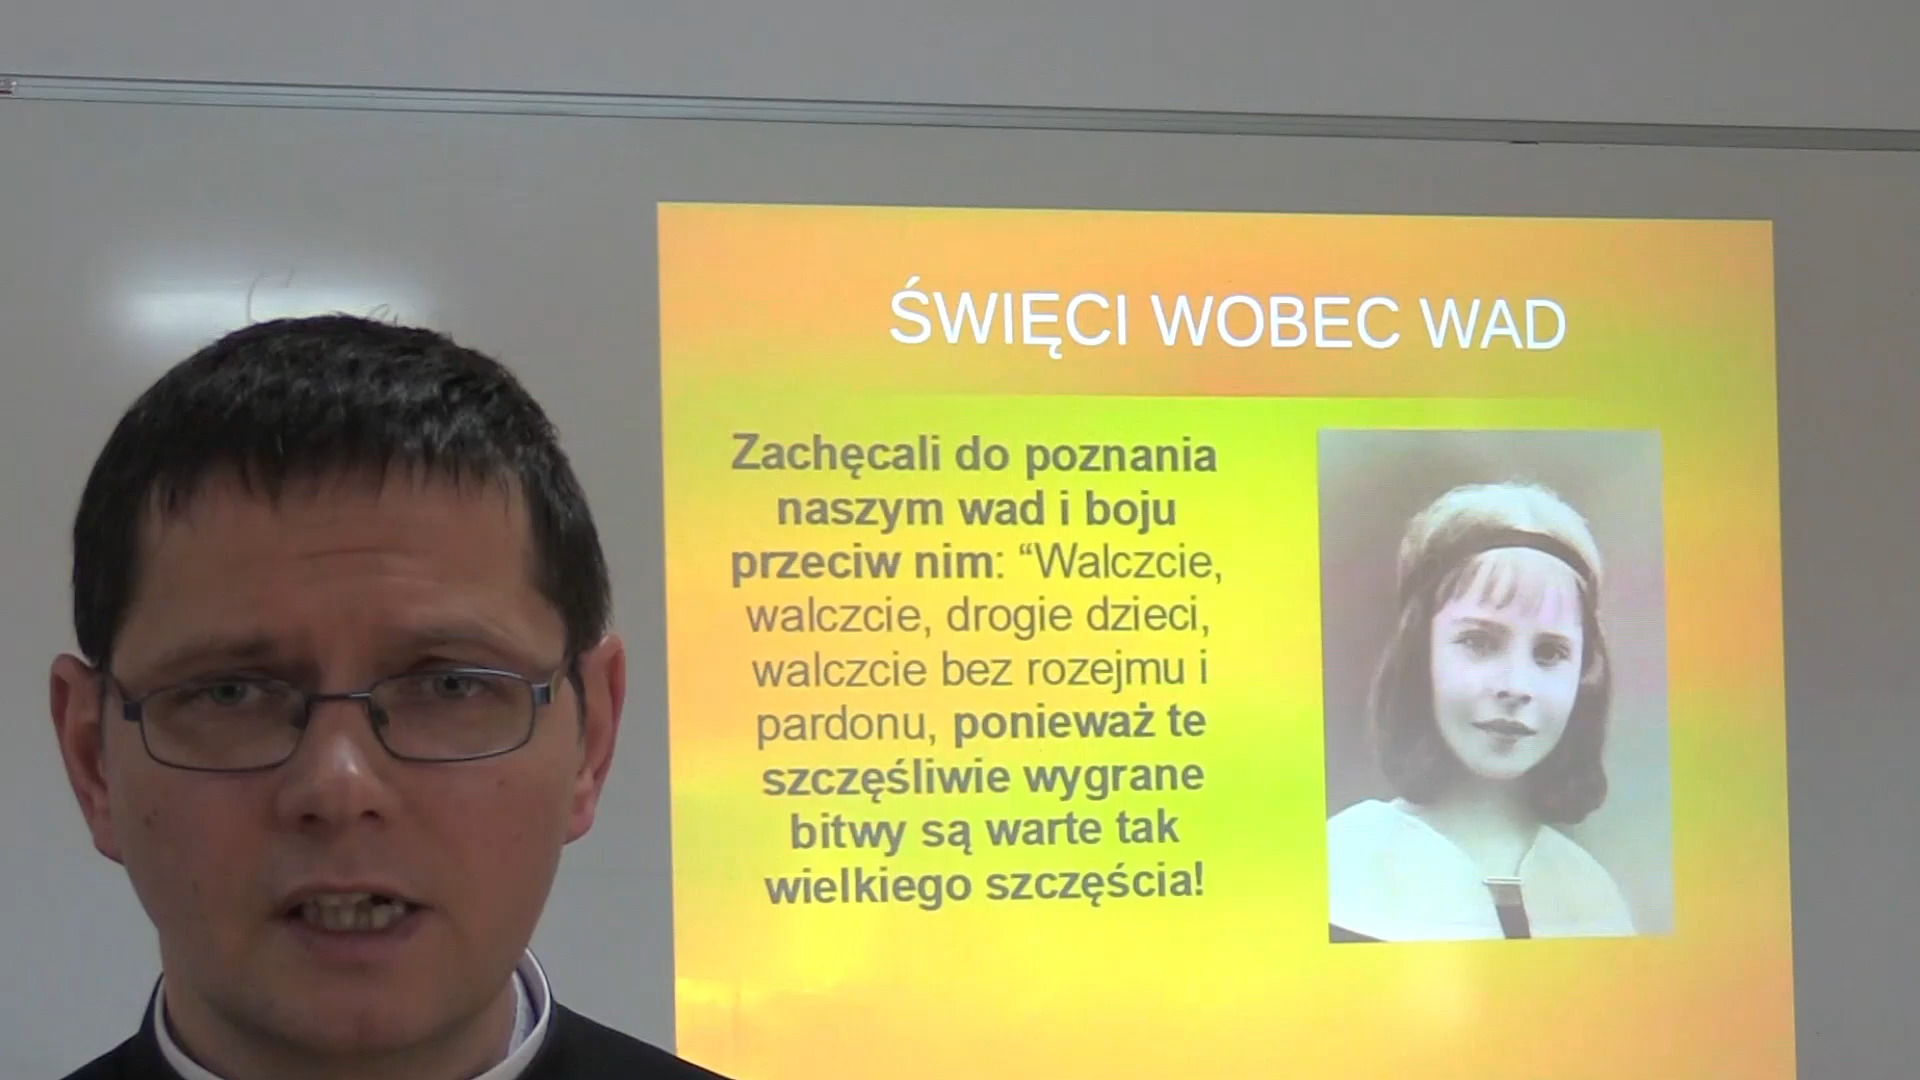 ŚWIĘCI WOBEC WAD
Zachęcali do poznania
naszym wad i boju
przeciw nim: “Walczcie,
walczcie, drogie dzieci,
walczcie bez rozejmu i
pardonu, ponieważ te
szczęśliwie wygrane
bitwy są warte tak
wielkiego szczęścia!